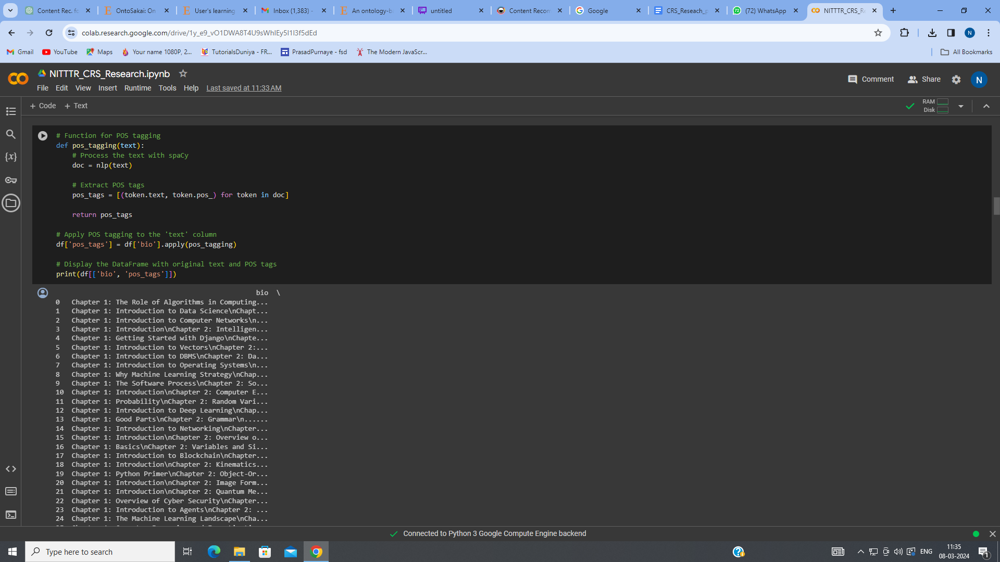 Content Rec. fo
OntoSakai: On
User's learning
Inbox (1,383) -
An ontology-b
untitled
Content Recom
Google
CRS_Reseach_p
(72) WhatsApp
NITTTR_CRS_Re
colab.research.google.com/drive/1y_e9_vO1DWA8T4U9sWhIEy5I1I3f5dEd
N
Gmail
YouTube
Maps
Your name 1080P, 2...
TutorialsDuniya - FR...
PrasadPurnaye - fsd
The Modern JavaScr...
All Bookmarks
NITTTR_CRS_Research.ipynb
File Edit View Insert Runtime Tools Help Last saved at 11:33 AM
Comment
Share
N
+ Code + Text
RAM
Disk
# Function for POS tagging
def pos_tagging(text):
    # Process the text with spaCy
    doc = nlp(text)
    # Extract POS tags
    pos_tags = [(token.text, token.pos_) for token in doc]
    return pos_tags
# Apply POS tagging to the 'text' column
df['pos_tags'] = df['bio'].apply(pos_tagging)
# Display the DataFrame with original text and POS tags
print(df[['bio', 'pos_tags']])
bio \
0 Chapter 1: The Role of Algorithms in Computing...
1 Chapter 1: Introduction to Data Science\nChapt...
2 Chapter 1: Introduction to Computer Networks\n...
3 Chapter 1: Introduction\nChapter 2: Intelligen...
4 Chapter 1: Getting Started with Django\nChapte...
5 Chapter 1: Introduction to Vectors\nChapter 2:...
6 Chapter 1: Introduction to DBMS\nChapter 2: Da...
7 Chapter 1: Introduction to Operating Systems\n...
8 Chapter 1: Why Machine Learning Strategy\nChap...
9 Chapter 1: The Software Process\nChapter 2: So...
10 Chapter 1: Introduction\nChapter 2: Computer E...
11 Chapter 1: Probability\nChapter 2: Random Vari...
12 Chapter 1: Introduction to Deep Learning\nChap...
13 Chapter 1: Good Parts\nChapter 2: Grammar\n......
14 Chapter 1: Introduction to Networking\nChapter...
15 Chapter 1: Introduction\nChapter 2: Overview o...
16 Chapter 1: Basics\nChapter 2: Variables and Si...
17 Chapter 1: Introduction to Blockchain\nChapter...
18 Chapter 1: Introduction\nChapter 2: Kinematics...
19 Chapter 1: Python Primer\nChapter 2: Object-Or...
20 Chapter 1: Introduction\nChapter 2: Image Form...
21 Chapter 1: Introduction\nChapter 2: Quantum Me...
22 Chapter 1: Overview of Cyber Security\nChapter...
23 Chapter 1: Introduction to Agents\nChapter 2: ...
24 Chapter 1: The Machine Learning Landscape\nCha...
Connected to Python 3 Google Compute Engine backend
Type here to search
ENG
11:35
08-03-2024
1